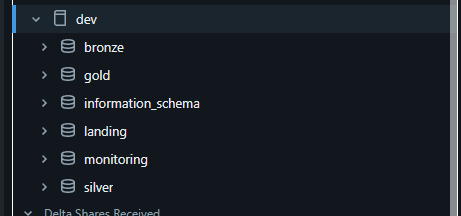 dev
bronze
gold
information_schema
landing
monitoring
silver
Delta Shares Received